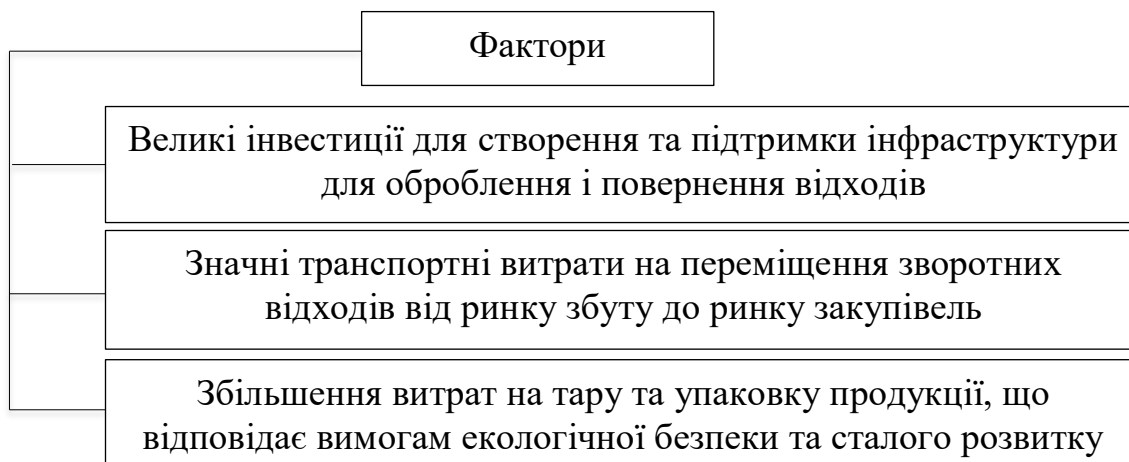 Фактори
Великі інвестиції для створення та підтримки інфраструктури
для оброблення і повернення відходів
Значні транспортні витрати на переміщення зворотних
відходів від ринку збуту до ринку закупівель
Збільшення витрат на тару та упаковку продукції, що
відповідає вимогам екологічної безпеки та сталого розвитку